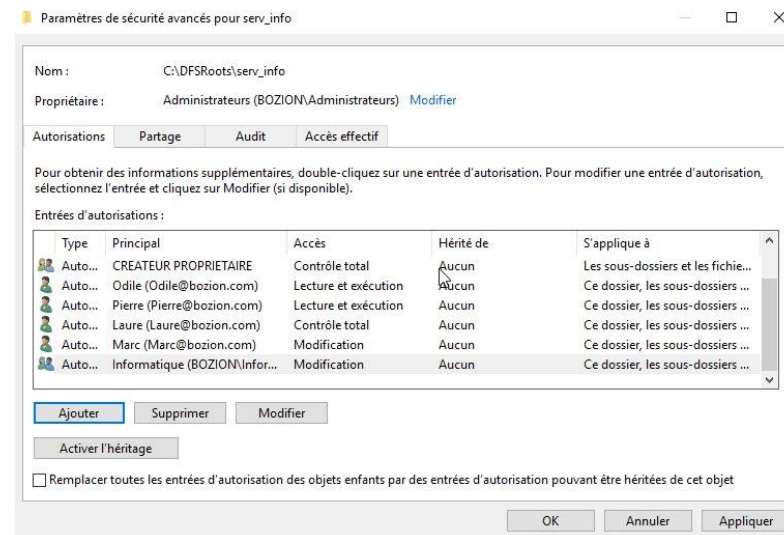 Paramètres de sécurité avancés pour serv_info
Nom : C:\DFSRoots\serv_info
Propriétaire : Administrateurs (BOZION\Administrateurs) Modifier
Autorisations Partage Audit Accès effectif
Pour obtenir des informations supplémentaires, double-cliquez sur une entrée d'autorisation. Pour modifier une entrée d'autorisation,
sélectionnez l'entrée et cliquez sur Modifier (si disponible).
Entrées d'autorisations :
Type Principal Accès Hérité de S'applique à
Auto... CREATEUR PROPRIETAIRE Contrôle total Aucun Les sous-dossiers et les fichie...
Auto... Odile (Odile@bozion.com) Lecture et exécution Aucun Ce dossier, les sous-dossiers ...
Auto... Pierre (Pierre@bozion.com) Lecture et exécution Aucun Ce dossier, les sous-dossiers ...
Auto... Laure (Laure@bozion.com) Contrôle total Aucun Ce dossier, les sous-dossiers ...
Auto... Marc (Marc@bozion.com) Modification Aucun Ce dossier, les sous-dossiers ...
Auto... Informatique (BOZION\Infor... Modification Aucun Ce dossier, les sous-dossiers ...
Ajouter Supprimer Modifier
Activer l'héritage
Remplacer toutes les entrées d'autorisation des objets enfants par des entrées d'autorisation pouvant être héritées de cet objet
OK Annuler Appliquer